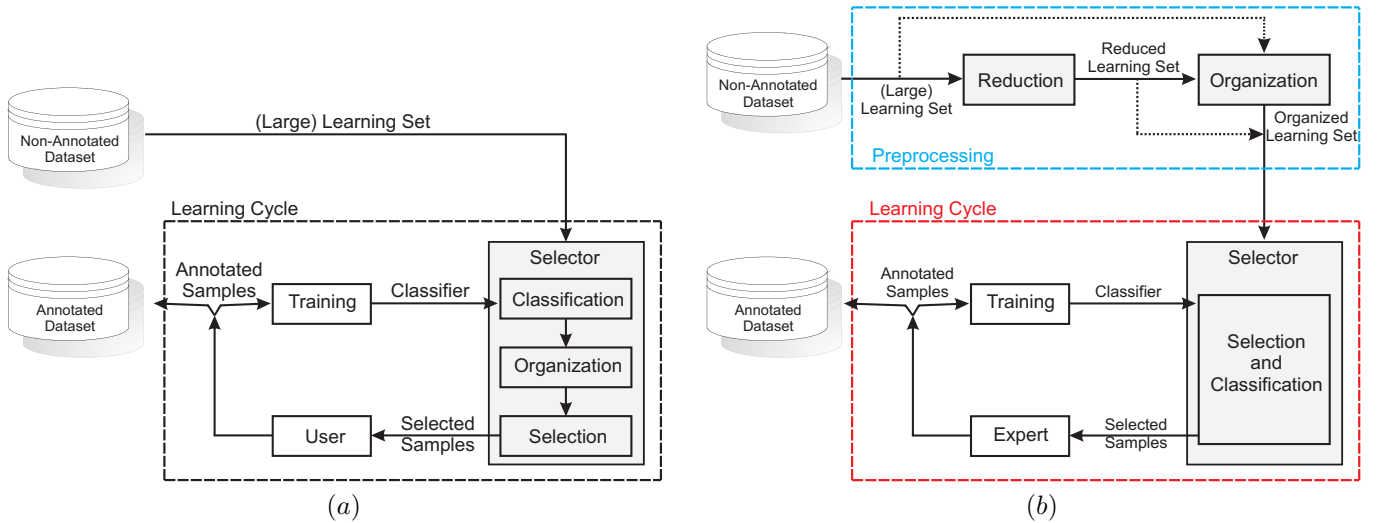 Non-Annotated
Dataset
(Large) Learning Set
Learning Cycle
Annotated
Dataset
Annotated
Samples
Training
Classifier
Selector
Classification
Organization
Selection
Selected
Samples
User
(a)
Non-Annotated
Dataset
(Large)
Learning Set
Reduction
Reduced
Learning Set
Organization
Organized
Learning Set
Preprocessing
Learning Cycle
Annotated
Dataset
Annotated
Samples
Training
Classifier
Selector
Selection
and
Classification
Selected
Samples
Expert
(b)